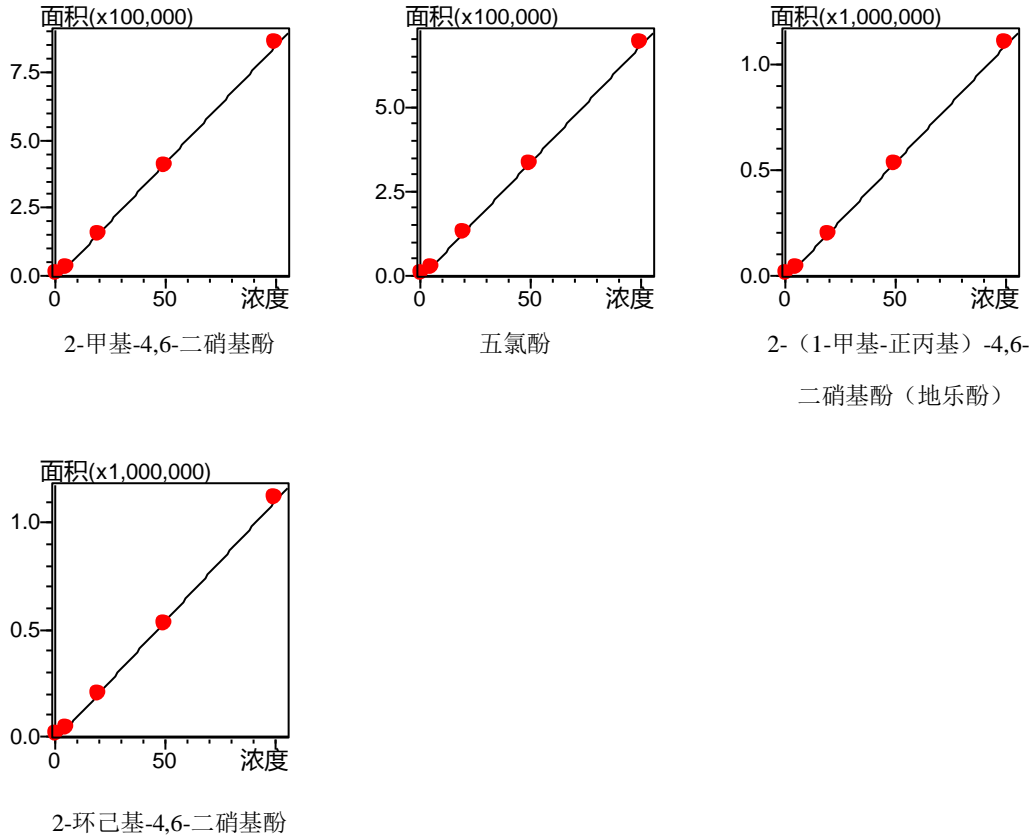 面积(x100,000)
7.5
5.0
2.5
0.0
0 50 浓度
2-甲基-4,6-二硝基酚
面积(x100,000)
5.0
2.5
0.0
0 50 浓度
五氯酚
面积(x1,000,000)
1.0
0.5
0.0
0 50 浓度
2-（1-甲基-正丙基）-4,6-
二硝基酚（地乐酚）
面积(x1,000,000)
1.0
0.5
0.0
0 50 浓度
2-环己基-4,6-二硝基酚